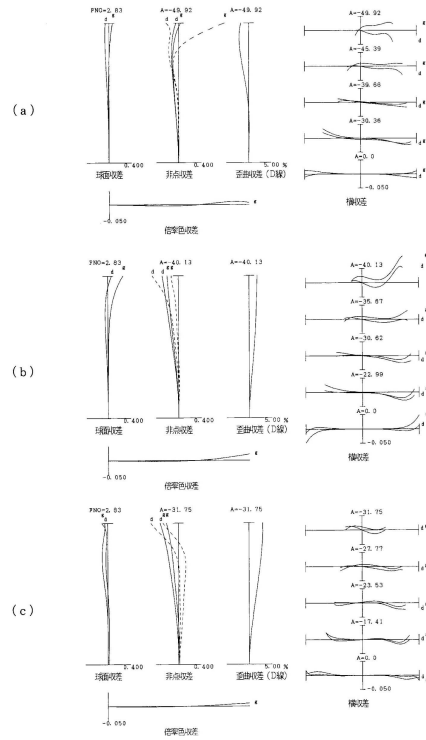 (a)
FNO=2.83
g
d
A=-49.92
d d g
g
A=-49.92
0.400
球面収差
0.400
非点収差
5.00 %
歪曲収差 (D線)
g
-0.050
倍率色収差
A=-49.92
g
d
A=-45.39
d
g
A=-39.68
g
d
A=-30.36
g
d
A=0.0
g
d
-0.050
横収差
(b)
FNO=2.83
d g
A=-40.13
d d g g
A=-40.13
0.400
球面収差
0.400
非点収差
5.00 %
歪曲収差 (D線)
g
-0.050
倍率色収差
A=-40.13
d
A=-35.87
d
A=-30.62
d
A=-22.99
d
A=0.0
d
-0.050
横収差
(c)
FNO=2.83
g
d
A=-31.75
d d g g
A=-31.75
0.400
球面収差
0.400
非点収差
5.00 %
歪曲収差 (D線)
g
-0.050
倍率色収差
A=-31.75
d
A=-27.77
d
A=-23.53
d
A=-17.41
d
A=0.0
d
-0.050
横収差